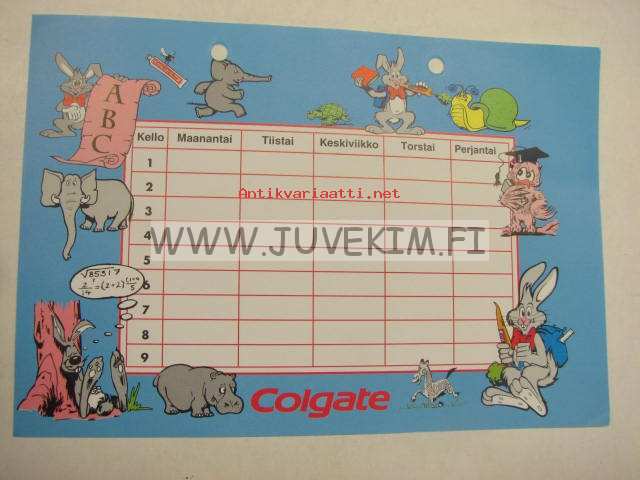 A
B
C
Kello Maanantai Tiistai Keskiviikko Torstai Perjantai
1
2
Antikvariaatti.net
3
4
WWW.JUVEKIM.FI
5
6
7
8
9
√85317
Colgate